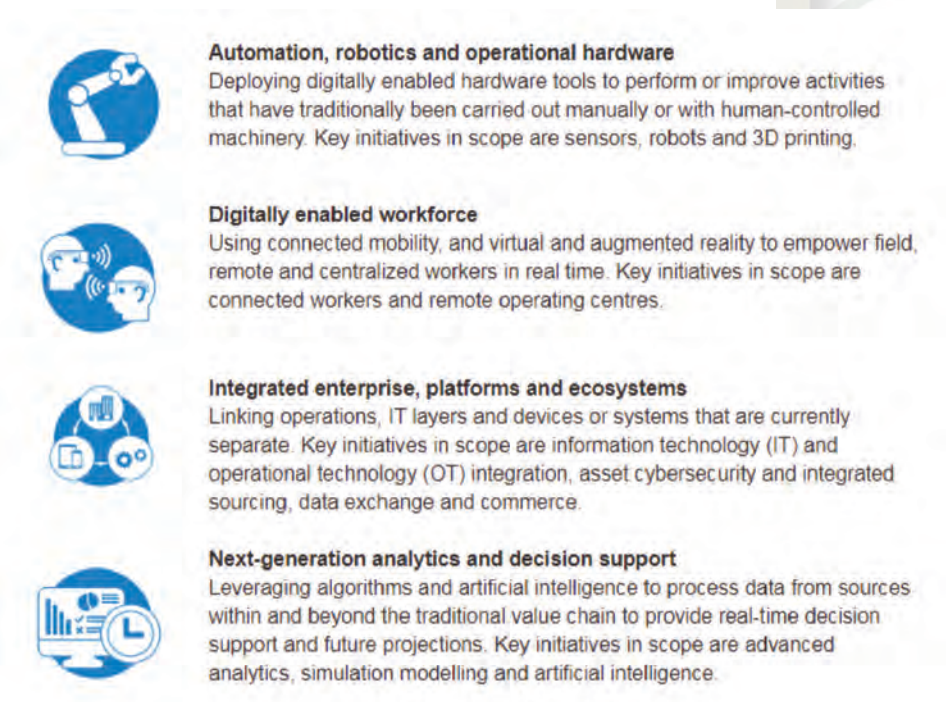 Automation, robotics and operational hardware
Deploying digitally enabled hardware tools to perform or improve activities
that have traditionally been carried out manually or with human-controlled
machinery. Key initiatives in scope are sensors, robots and 3D printing.
Digitally enabled workforce
Using connected mobility, and virtual and augmented reality to empower field,
remote and centralized workers in real time. Key initiatives in scope are
connected workers and remote operating centres.
Integrated enterprise, platforms and ecosystems
Linking operations, IT layers and devices or systems that are currently
separate. Key initiatives in scope are information technology (IT) and
operational technology (OT) integration, asset cybersecurity and integrated
sourcing, data exchange and commerce.
Next-generation analytics and decision support
Leveraging algorithms and artificial intelligence to process data from sources
within and beyond the traditional value chain to provide real-time decision
support and future projections. Key initiatives in scope are advanced
analytics, simulation modelling and artificial intelligence.